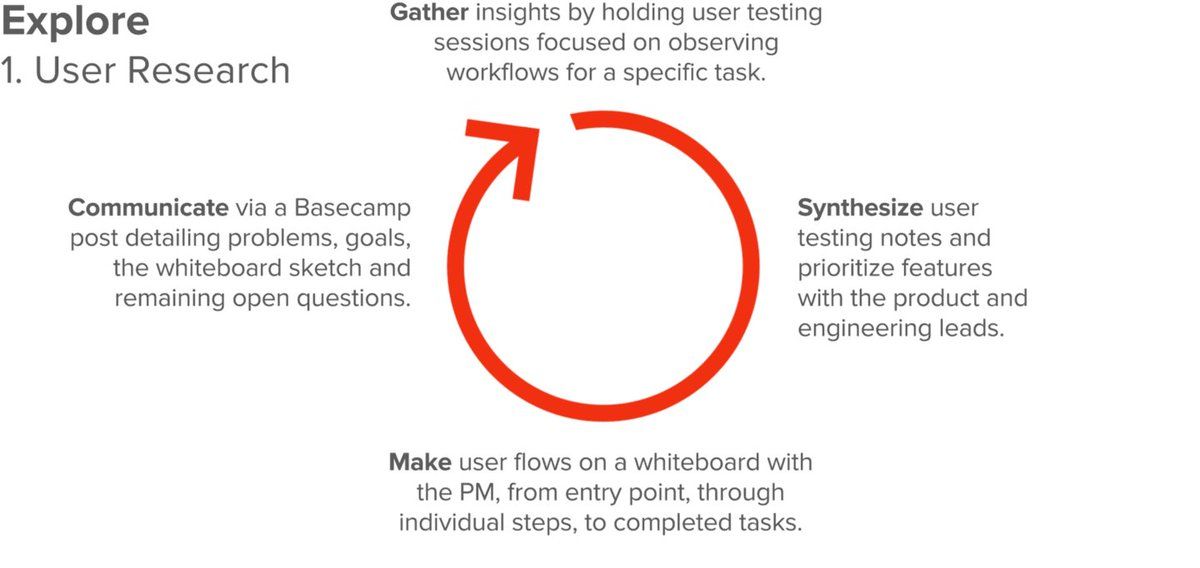 Explore
1. User Research
Gather insights by holding user testing
sessions focused on observing
workflows for a specific task.
Synthesize user
testing notes and
prioritize features
with the product and
engineering leads.
Make user flows on a whiteboard with
the PM, from entry point, through
individual steps, to completed tasks.
Communicate via a Basecamp
post detailing problems, goals,
the whiteboard sketch and
remaining open questions.